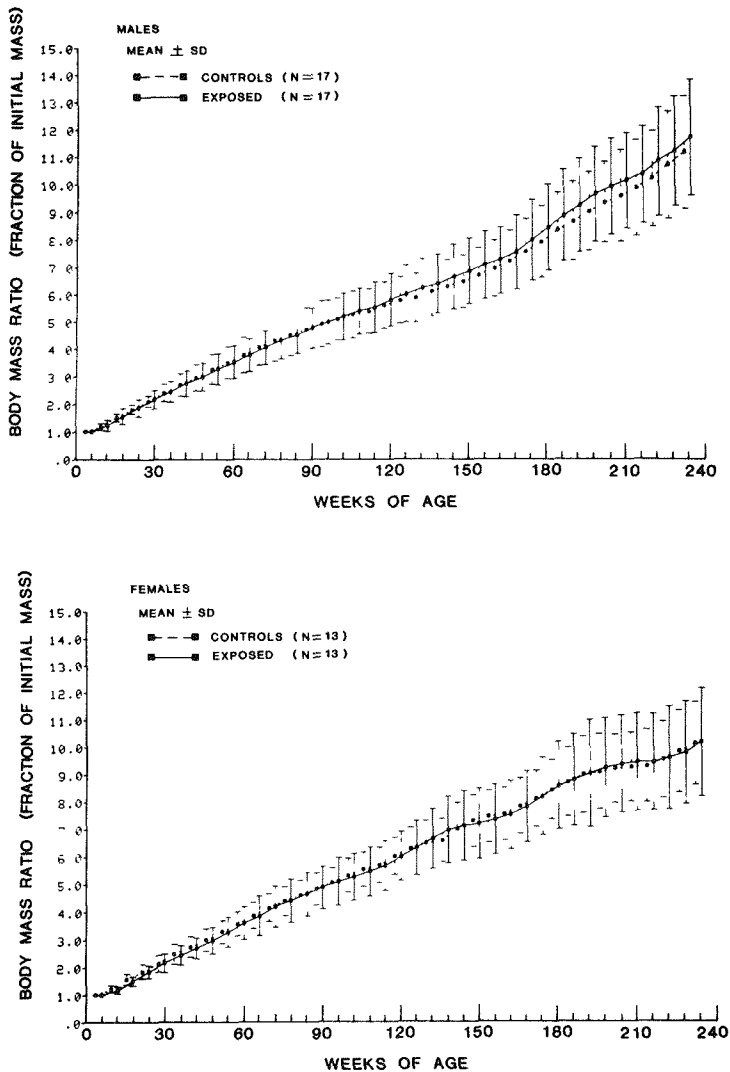 MALES
MEAN ± SD
CONTROLS (N=17)
EXPOSED (N=17)
BODY MASS RATIO (FRACTION OF INITIAL MASS)
15.0
14.0
13.0
12.0
11.0
10.0
9.0
8.0
7 0
6.0
5 0
4 0
3 0
2 0
1.0
.0
0 30 60 90 120 150 180 210 240
WEEKS OF AGE
FEMALES
MEAN ± SD
CONTROLS (N=13)
EXPOSED (N=13)
BODY MASS RATIO (FRACTION OF INITIAL MASS)
15.0
14.0
13.0
12.0
11.0
10.0
9.0
8.0
7 0
6 0
5.0
4.0
3.0
2.0
1.0
.0
0 30 60 90 120 150 180 210 240
WEEKS OF AGE